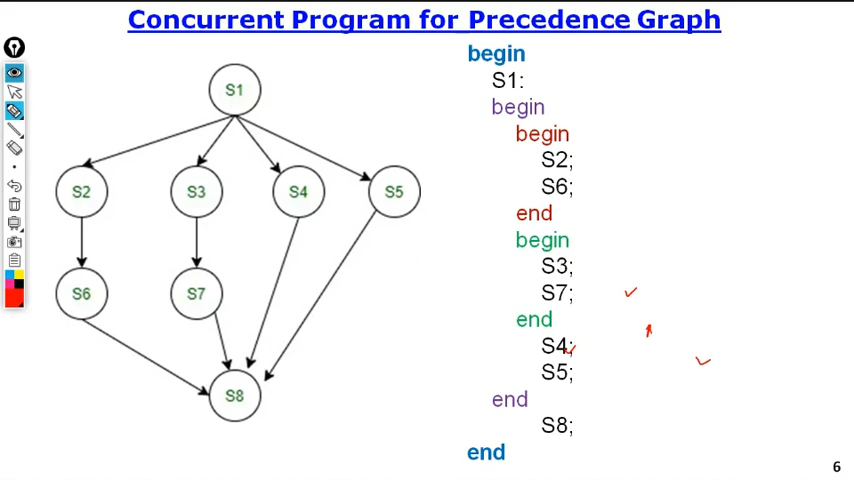 Concurrent Program for Precedence Graph
S1
S2 S3 S4 S5
S6 S7
S8
begin
S1:
begin
begin
S2;
S6;
end
begin
S3;
S7;
end
S4;
S5;
end
S8;
end
6